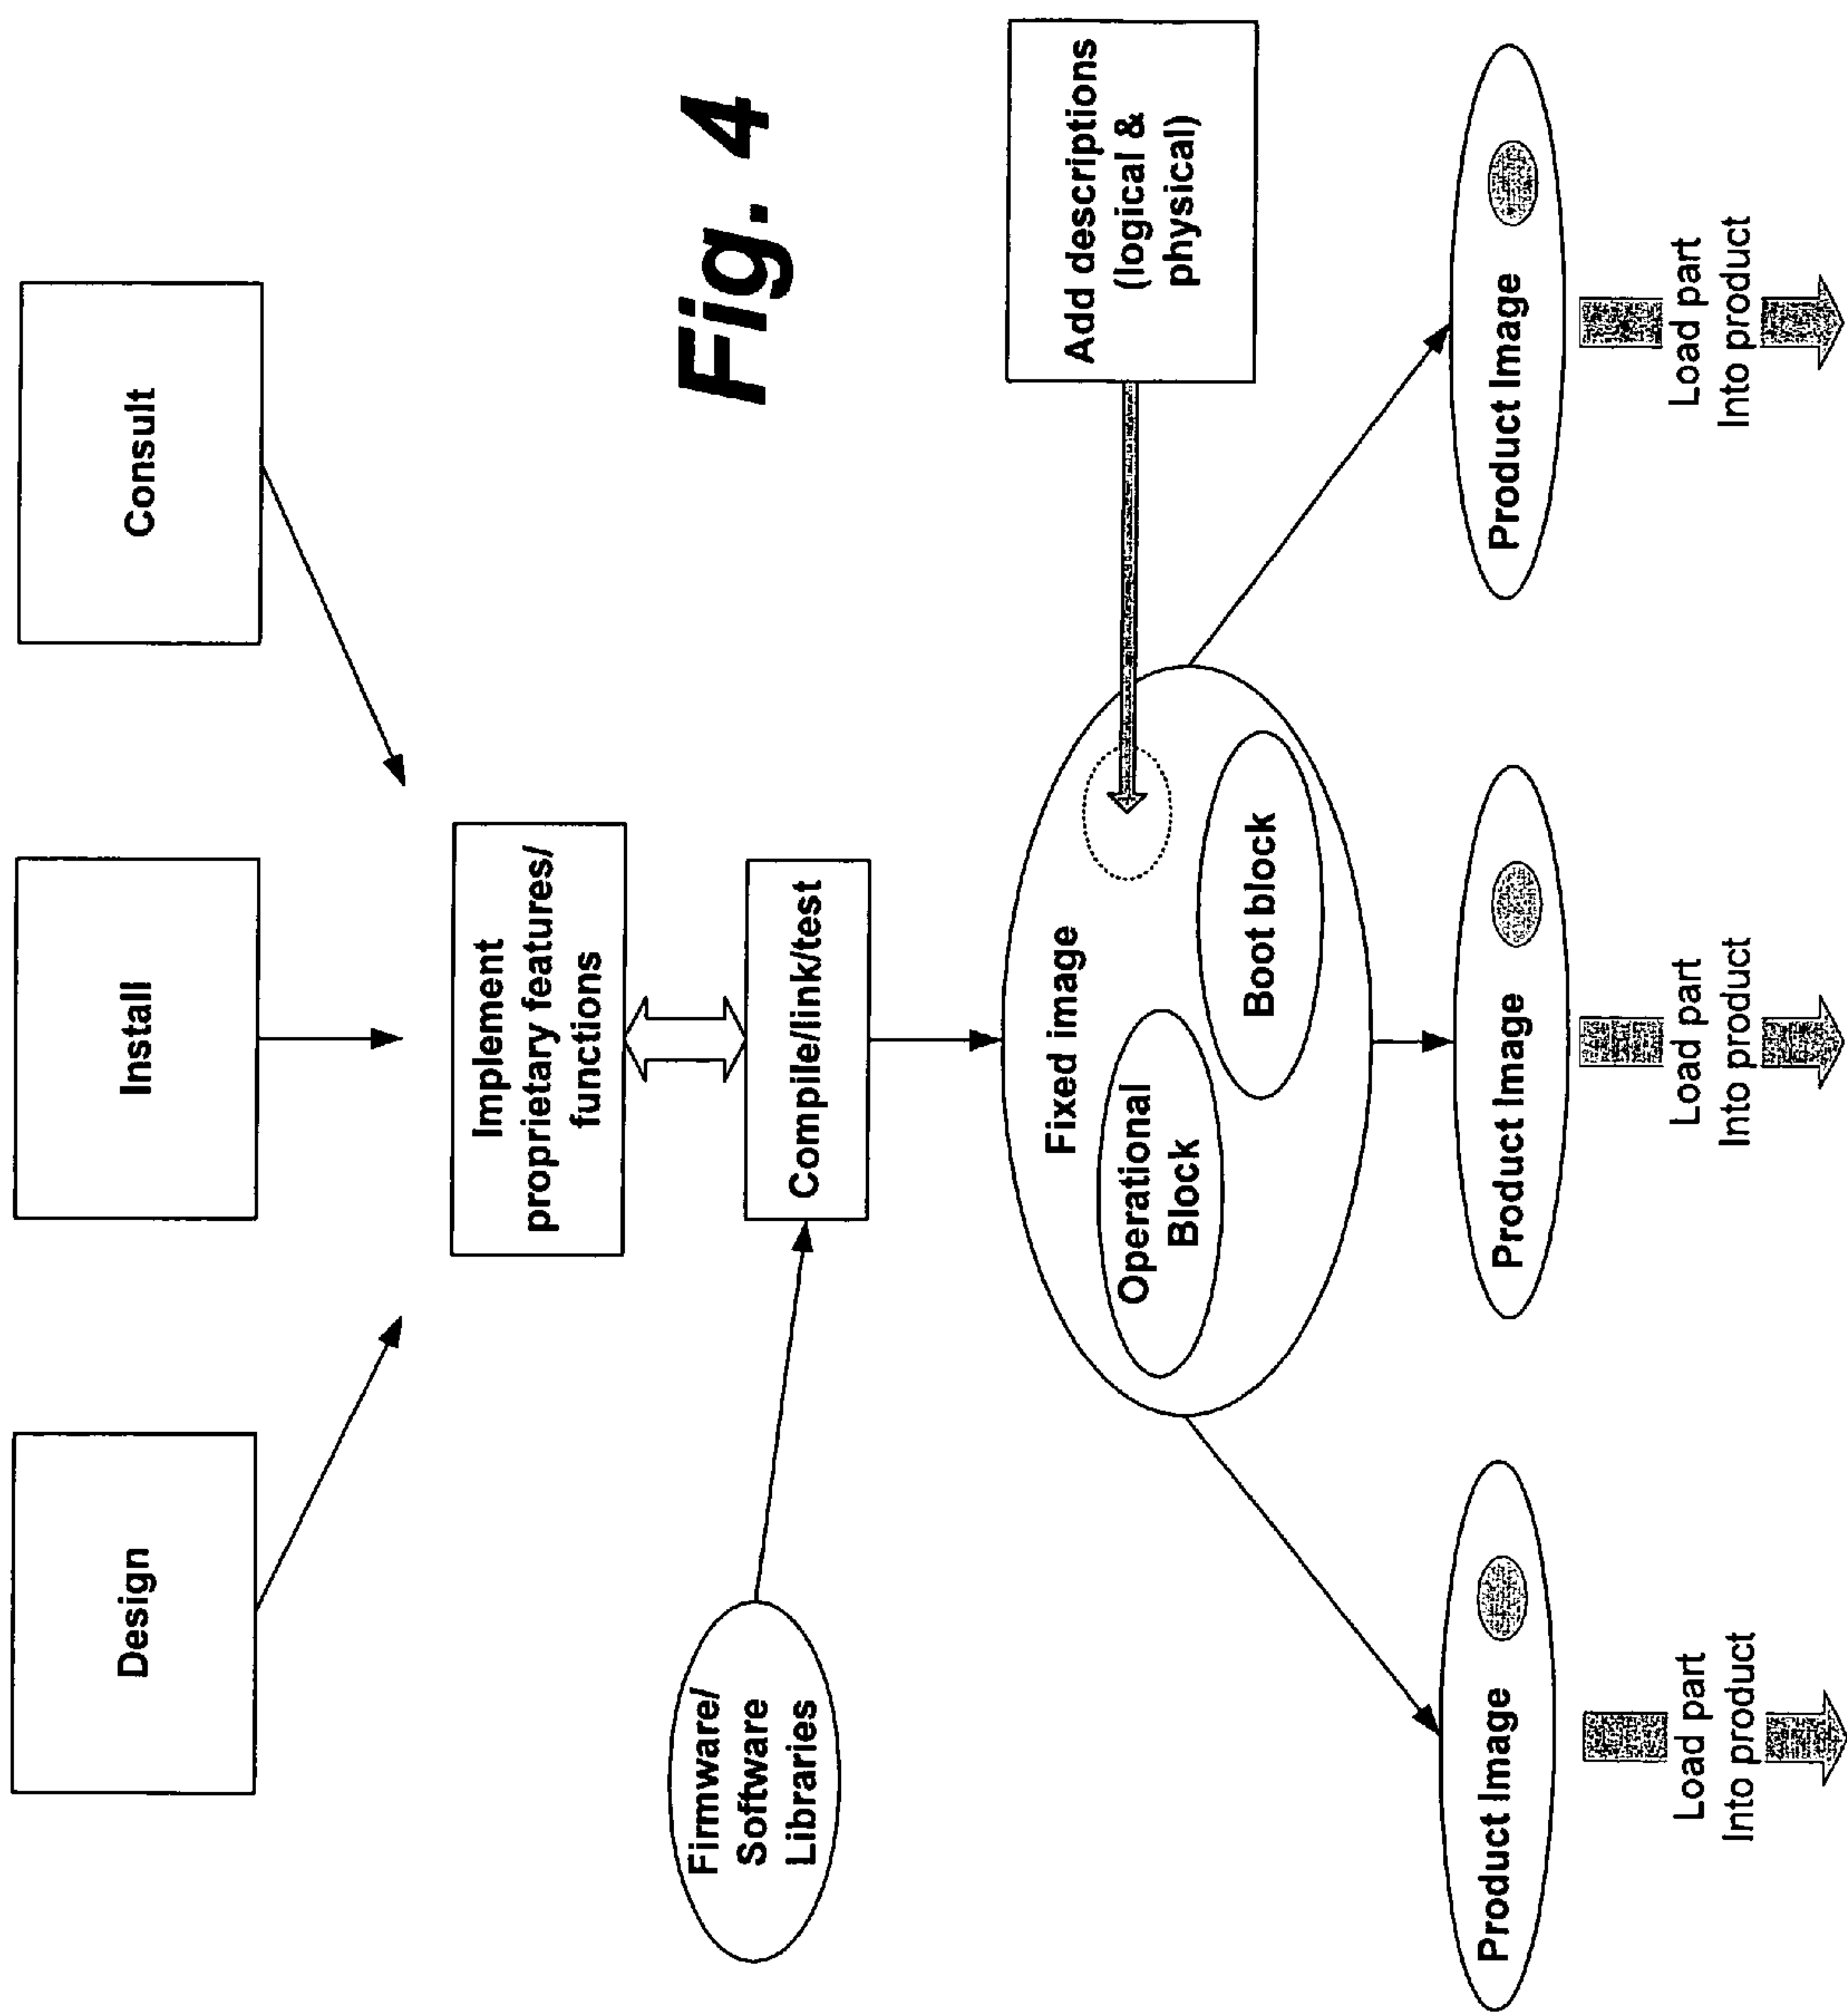 Design
Install
Consult
Implement
proprietary features/
functions
Fig. 4
Firmware/
Software
Libraries
Compile/link/test
Fixed image
Operational
Block
Boot block
Add descriptions
(logical &
physical)
Product Image
Product Image
Product Image
Load part
Into product
Load part
Into product
Load part
Into product